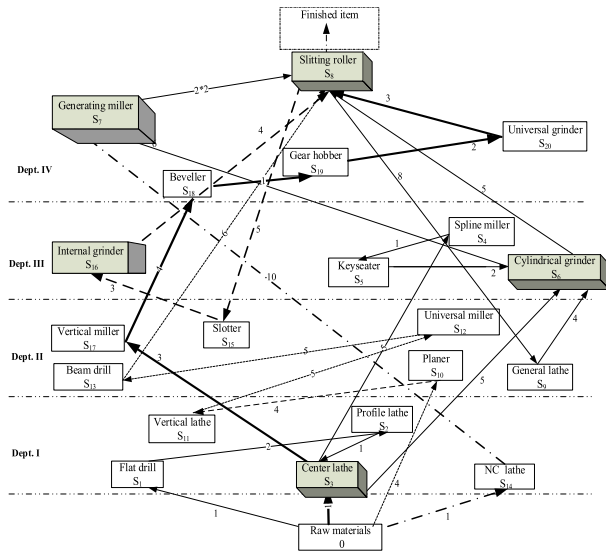 Finished item
Slitting roller
S8
2*2
Generating miller
S7
3
4
Universal grinder
S20
2
Gear hobber
S19
Dept. IV
Beveller
S18
1
8
5
6
5
Spline miller
S4
1
Internal grinder
S16
Dept. III
Keyseater
S5
2
Cylindrical grinder
S6
10
3
Universal miller
S12
Vertical miller
S17
Slotter
S15
4
Dept. II
5
3
Planer
S10
Beam drill
S13
5
General lathe
S9
5
4
Profile lathe
S2
Vertical lathe
S11
1
2
Dept. I
Flat drill
S1
Center lathe
S3
NC lathe
S14
4
1
1
Raw materials
0